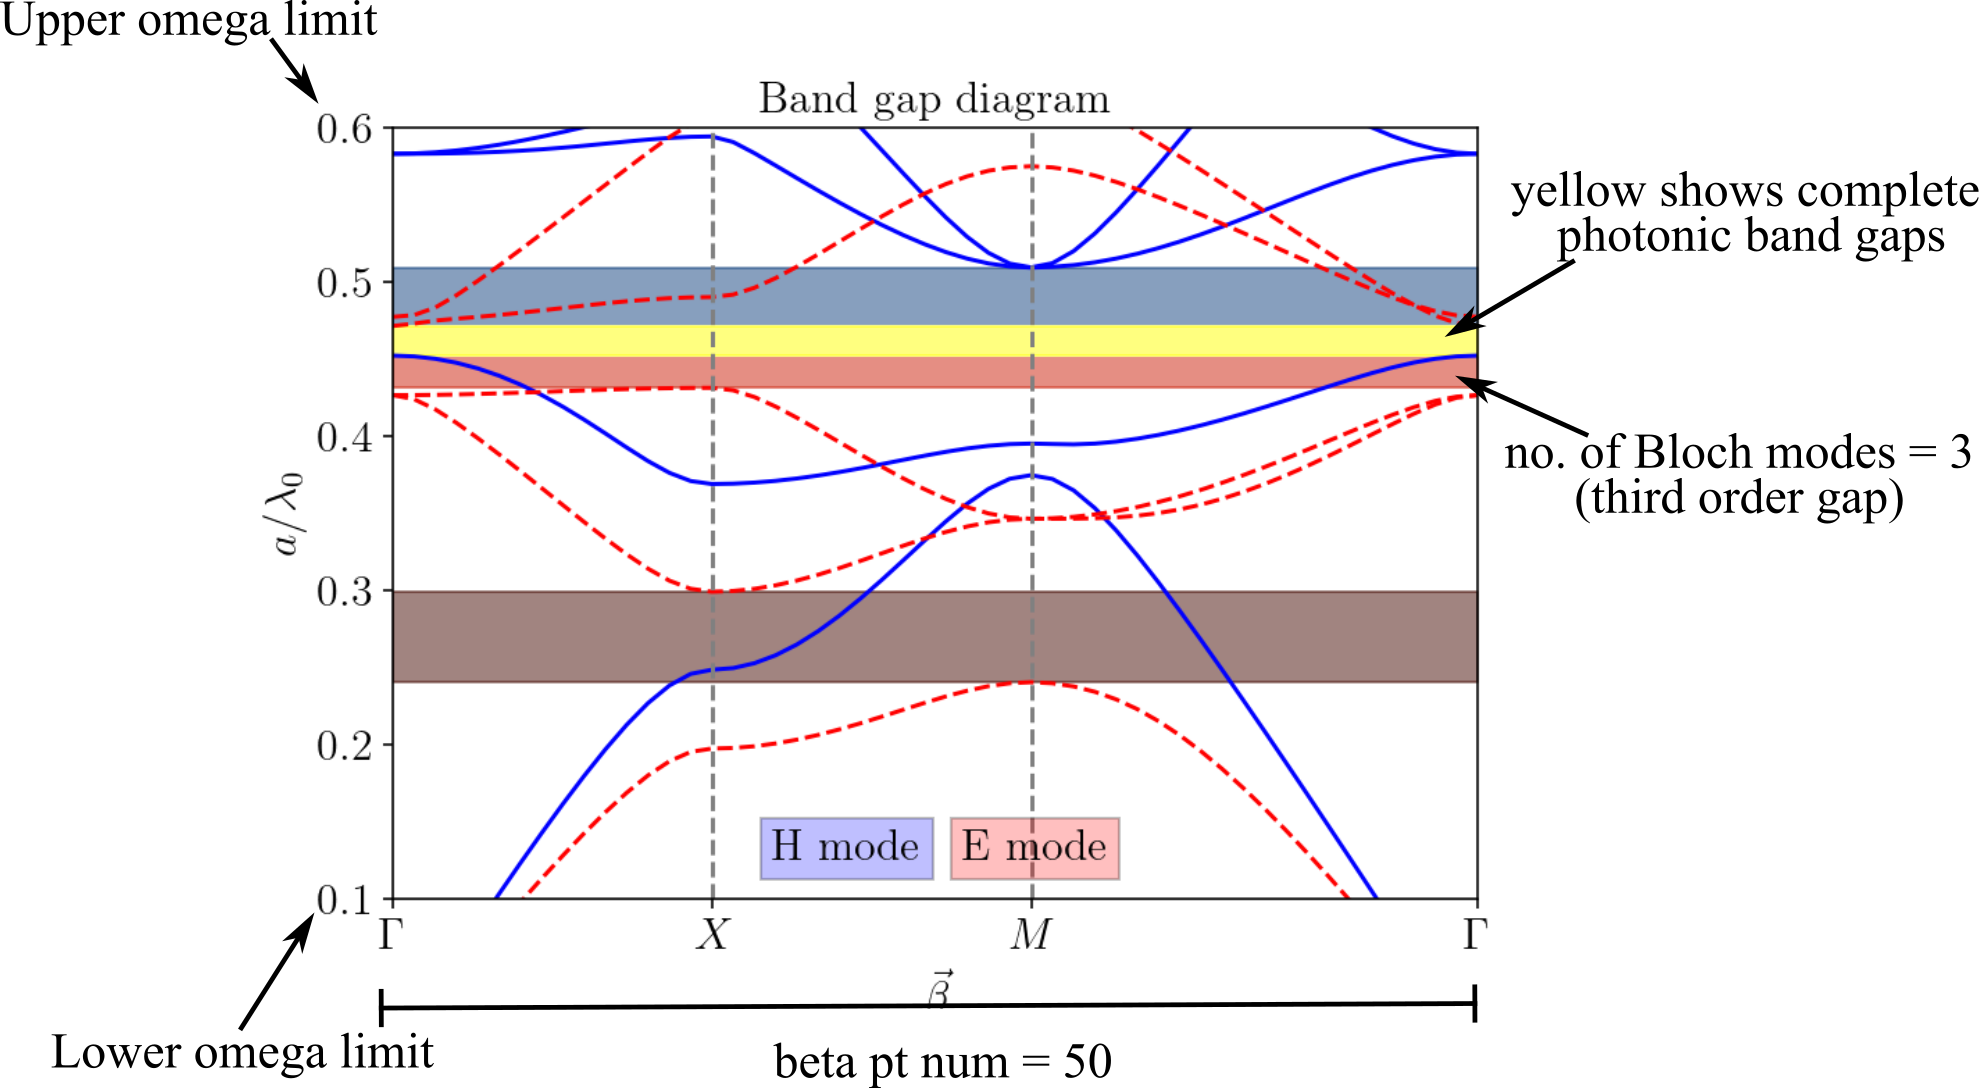 Upper omega limit
Band gap diagram
0.6
0.5
0.4
0.3
0.2
0.1
a/λ₀
yellow shows complete
photonic band gaps
no. of Bloch modes = 3
(third order gap)
H mode
E mode
Γ
X
M
Γ
β⃗
Lower omega limit
beta pt num = 50